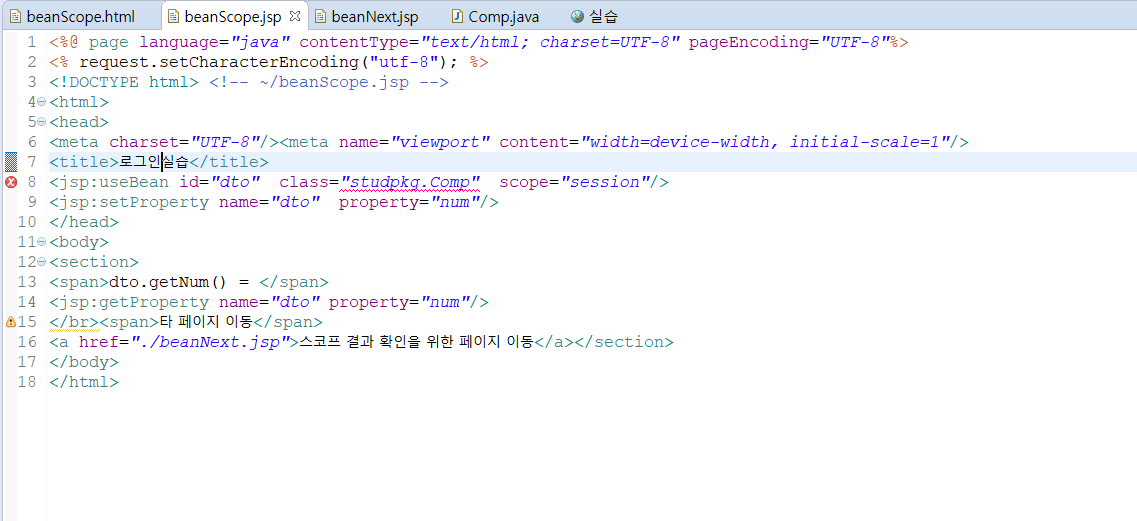 beanScope.html beanScope.jsp beanNext.jsp Comp.java 실습
1 <%@ page language="java" contentType="text/html; charset=UTF-8" pageEncoding="UTF-8"%>
2 <% request.setCharacterEncoding("utf-8"); %>
3 <!DOCTYPE html> <!-- ~/beanScope.jsp -->
4 <html>
5 <head>
6 <meta charset="UTF-8"/><meta name="viewport" content="width=device-width, initial-scale=1"/>
7 <title>로그인실습</title>
8 <jsp:useBean id="dto"  class="studpkg.Comp"  scope="session"/>
9 <jsp:setProperty name="dto"  property="num"/>
10 </head>
11 <body>
12 <section>
13 <span>dto.getNum() = </span>
14 <jsp:getProperty name="dto" property="num"/>
15 </br><span>타 페이지 이동</span>
16 <a href="./beanNext.jsp">스코프 결과 확인을 위한 페이지 이동</a></section>
17 </body>
18 </html>